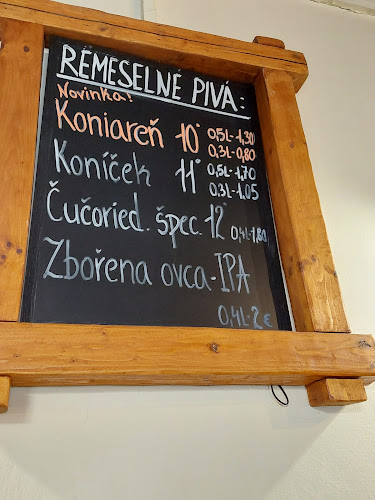 REMESELNÉ PIVÁ:
Novinka!
Koniareň 10° 0,5l-1,30
0,3l-0,80
Koníček 11° 0,5l-1,70
0,3l-1,05
Čučoried. špec. 12 0,4l-1,80
Zbořena ovca-IPA
0,4l-2€